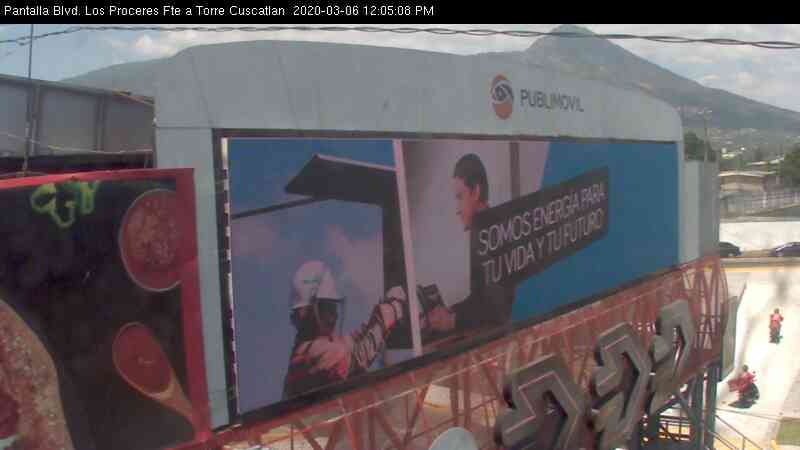 Pantalla Blvd. Los Proceres Fte a Torre Cuscatlan 2020-03-06 12:05:08 PM
PUBLIMOVIL
SOMOS ENERGÍA PARA
TU VIDA Y TU FUTURO